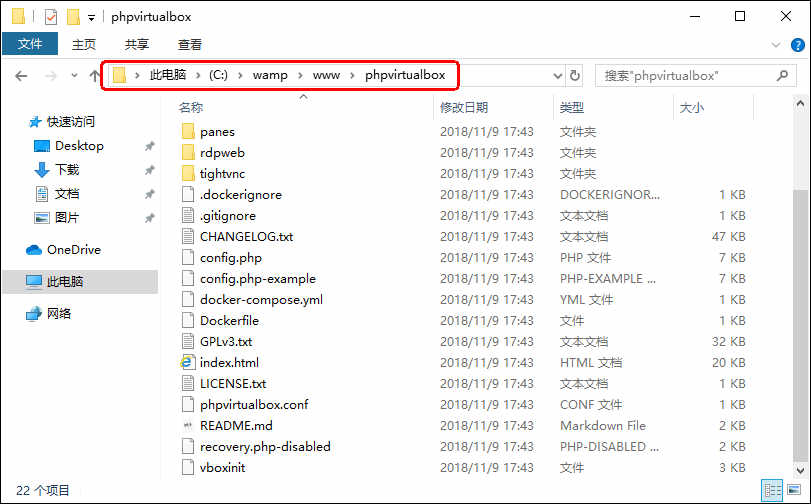 phpvirtualbox
文件 主页 共享 查看
此电脑 (C:) wamp www phpvirtualbox 搜索"phpvirtualbox"
名称 修改日期 类型 大小
快速访问
Desktop
下载
文档
图片
OneDrive
此电脑
网络
panes 2018/11/9 17:43 文件夹
rdpweb 2018/11/9 17:43 文件夹
tightvnc 2018/11/9 17:43 文件夹
.dockerignore 2018/11/9 17:43 DOCKERIGNOR... 1 KB
.gitignore 2018/11/9 17:43 文本文档 1 KB
CHANGELOG.txt 2018/11/9 17:43 文本文档 47 KB
config.php 2018/11/9 17:43 PHP 文件 7 KB
config.php-example 2018/11/9 17:43 PHP-EXAMPLE ... 7 KB
docker-compose.yml 2018/11/9 17:43 YML 文件 1 KB
Dockerfile 2018/11/9 17:43 文件 1 KB
GPLv3.txt 2018/11/9 17:43 文本文档 32 KB
index.html 2018/11/9 17:43 HTML 文档 20 KB
LICENSE.txt 2018/11/9 17:43 文本文档 1 KB
phpvirtualbox.conf 2018/11/9 17:43 CONF 文件 1 KB
README.md 2018/11/9 17:43 Markdown File 2 KB
recovery.php-disabled 2018/11/9 17:43 PHP-DISABLED ... 2 KB
vboxinit 2018/11/9 17:43 文件 3 KB
22 个项目